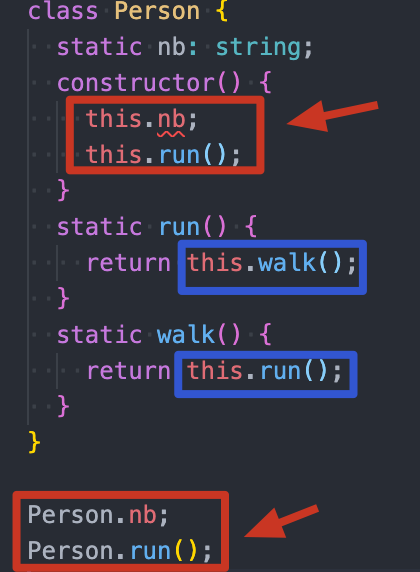 class Person {
static nb: string;
constructor() {
this.nb;
this.run();
}
static run() {
return this.walk();
}
static walk() {
return this.run();
}
}
Person.nb;
Person.run();